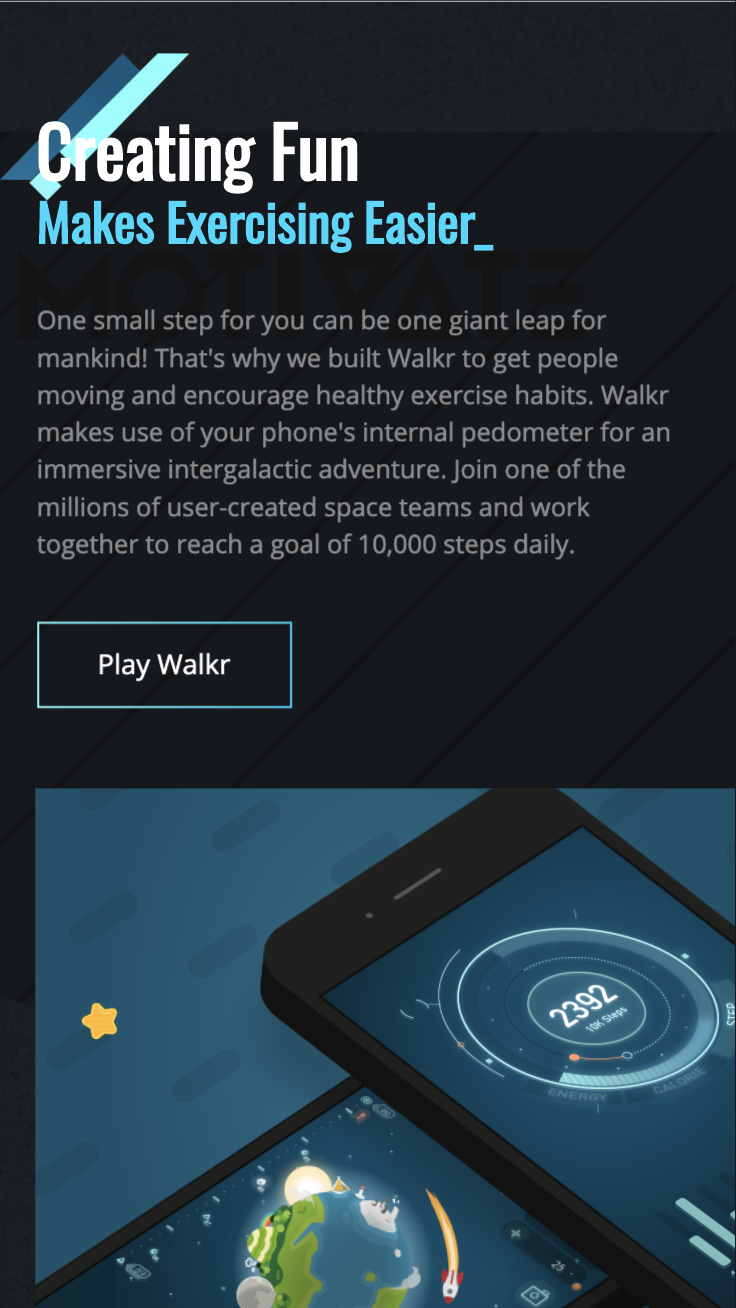 Creating Fun
Makes Exercising Easier_
MOTIVATE
One small step for you can be one giant leap for
mankind! That's why we built Walkr to get people
moving and encourage healthy exercise habits. Walkr
makes use of your phone's internal pedometer for an
immersive intergalactic adventure. Join one of the
millions of user-created space teams and work
together to reach a goal of 10,000 steps daily.
Play Walkr
2392
10K Steps
STEP
ENERGY
CALORIE
25